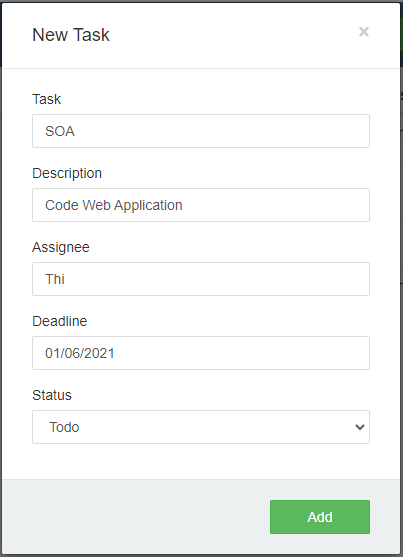 New Task
×
Task
SOA
Description
Code Web Application
Assignee
Thi
Deadline
01/06/2021
Status
Todo
Add